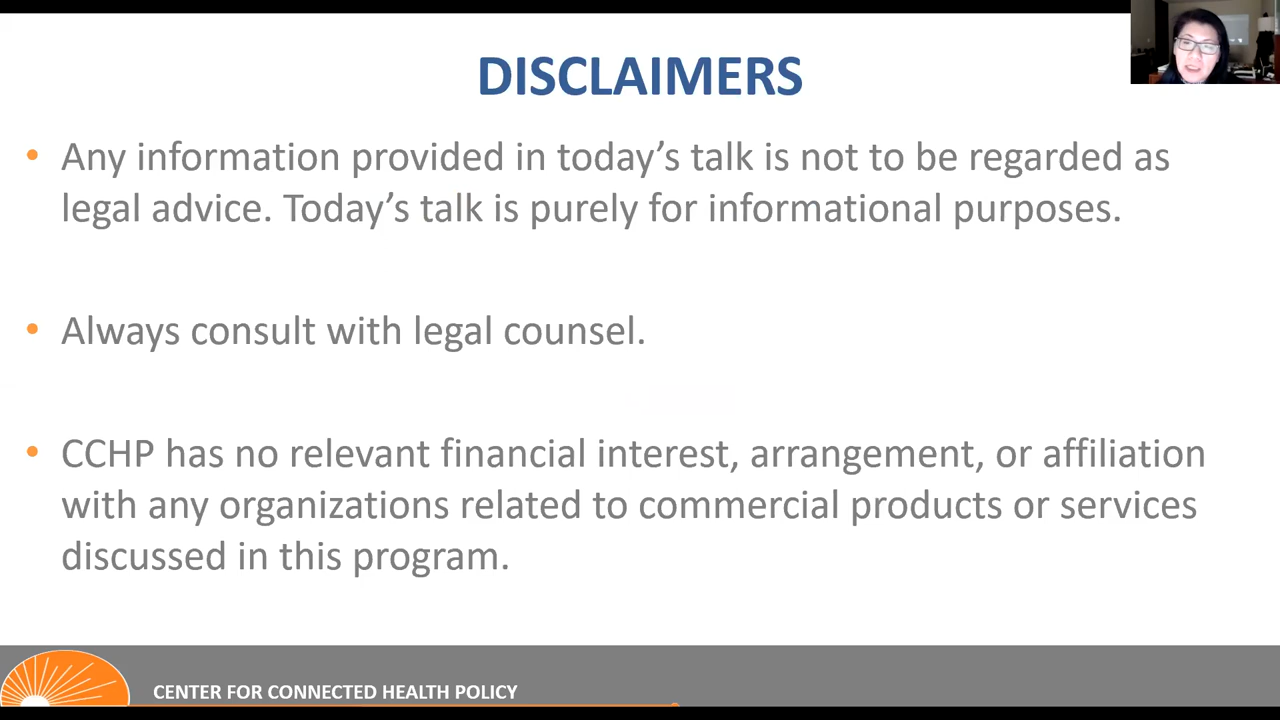 DISCLAIMERS
• Any information provided in today’s talk is not to be regarded as
legal advice. Today’s talk is purely for informational purposes.
• Always consult with legal counsel.
• CCHP has no relevant financial interest, arrangement, or affiliation
with any organizations related to commercial products or services
discussed in this program.
CENTER FOR CONNECTED HEALTH POLICY